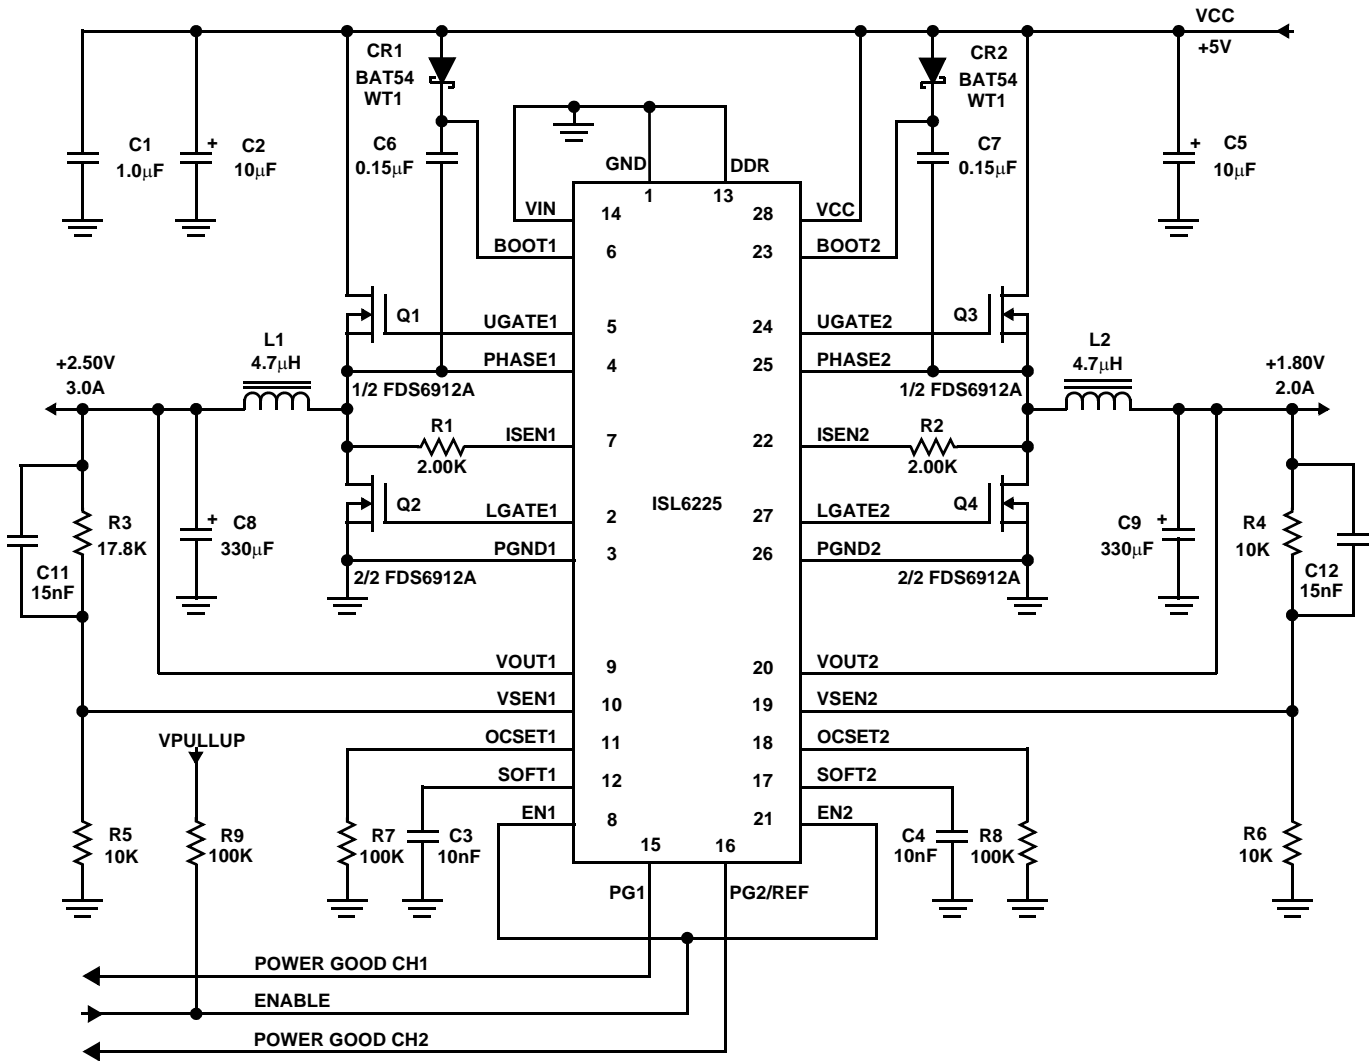 VCC
+5V
CR1
BAT54
WT1
CR2
BAT54
WT1
C1
1.0µF
+
C2
10µF
C6
0.15µF
C7
0.15µF
+
C5
10µF
GND
DDR
1
13
VIN
14
28
VCC
BOOT1
6
23
BOOT2
Q1
UGATE1
5
24
UGATE2
Q3
L1
4.7µH
PHASE1
4
25
PHASE2
L2
4.7µH
+2.50V
3.0A
1/2 FDS6912A
1/2 FDS6912A
+1.80V
2.0A
R1
2.00K
ISEN1
7
22
ISEN2
R2
2.00K
Q2
LGATE1
2
ISL6225
27
LGATE2
Q4
R3
17.8K
+
C8
330µF
PGND1
3
26
PGND2
C9
330µF
+
R4
10K
C11
15nF
2/2 FDS6912A
2/2 FDS6912A
C12
15nF
VOUT1
9
20
VOUT2
VSEN1
10
19
VSEN2
VPULLUP
OCSET1
11
18
OCSET2
SOFT1
12
17
SOFT2
EN1
8
21
EN2
R5
10K
R9
100K
R7
100K
C3
10nF
15
16
C4
10nF
R8
100K
R6
10K
PG1
PG2/REF
POWER GOOD CH1
ENABLE
POWER GOOD CH2